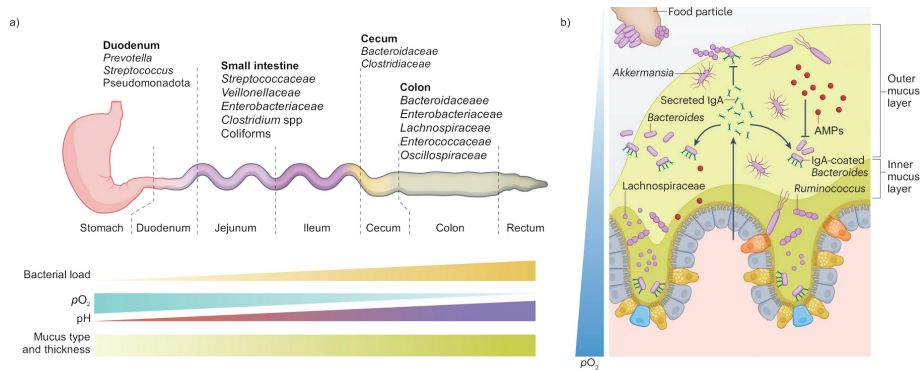 a)
Duodenum
Prevotella
Streptococcus
Pseudomonadota
Small intestine
Streptococcaceae
Veillonellaceae
Enterobacteriaceae
Clostridium spp
Coliforms
Cecum
Bacteroidaceae
Clostridiaceae
Colon
Bacteroidaceaee
Enterobacteriaceae
Lachnospiraceae
Enterococcaceae
Oscillospiraceae
Stomach
Duodenum
Jejunum
Ileum
Cecum
Colon
Rectum
Bacterial load
pO2
pH
Mucus type
and thickness
b)
pO2
Food particle
Akkermansia
Secreted IgA
Bacteroides
AMPs
IgA-coated
Bacteroides
Lachnospiraceae
Ruminococcus
Outer
mucus
layer
Inner
mucus
layer